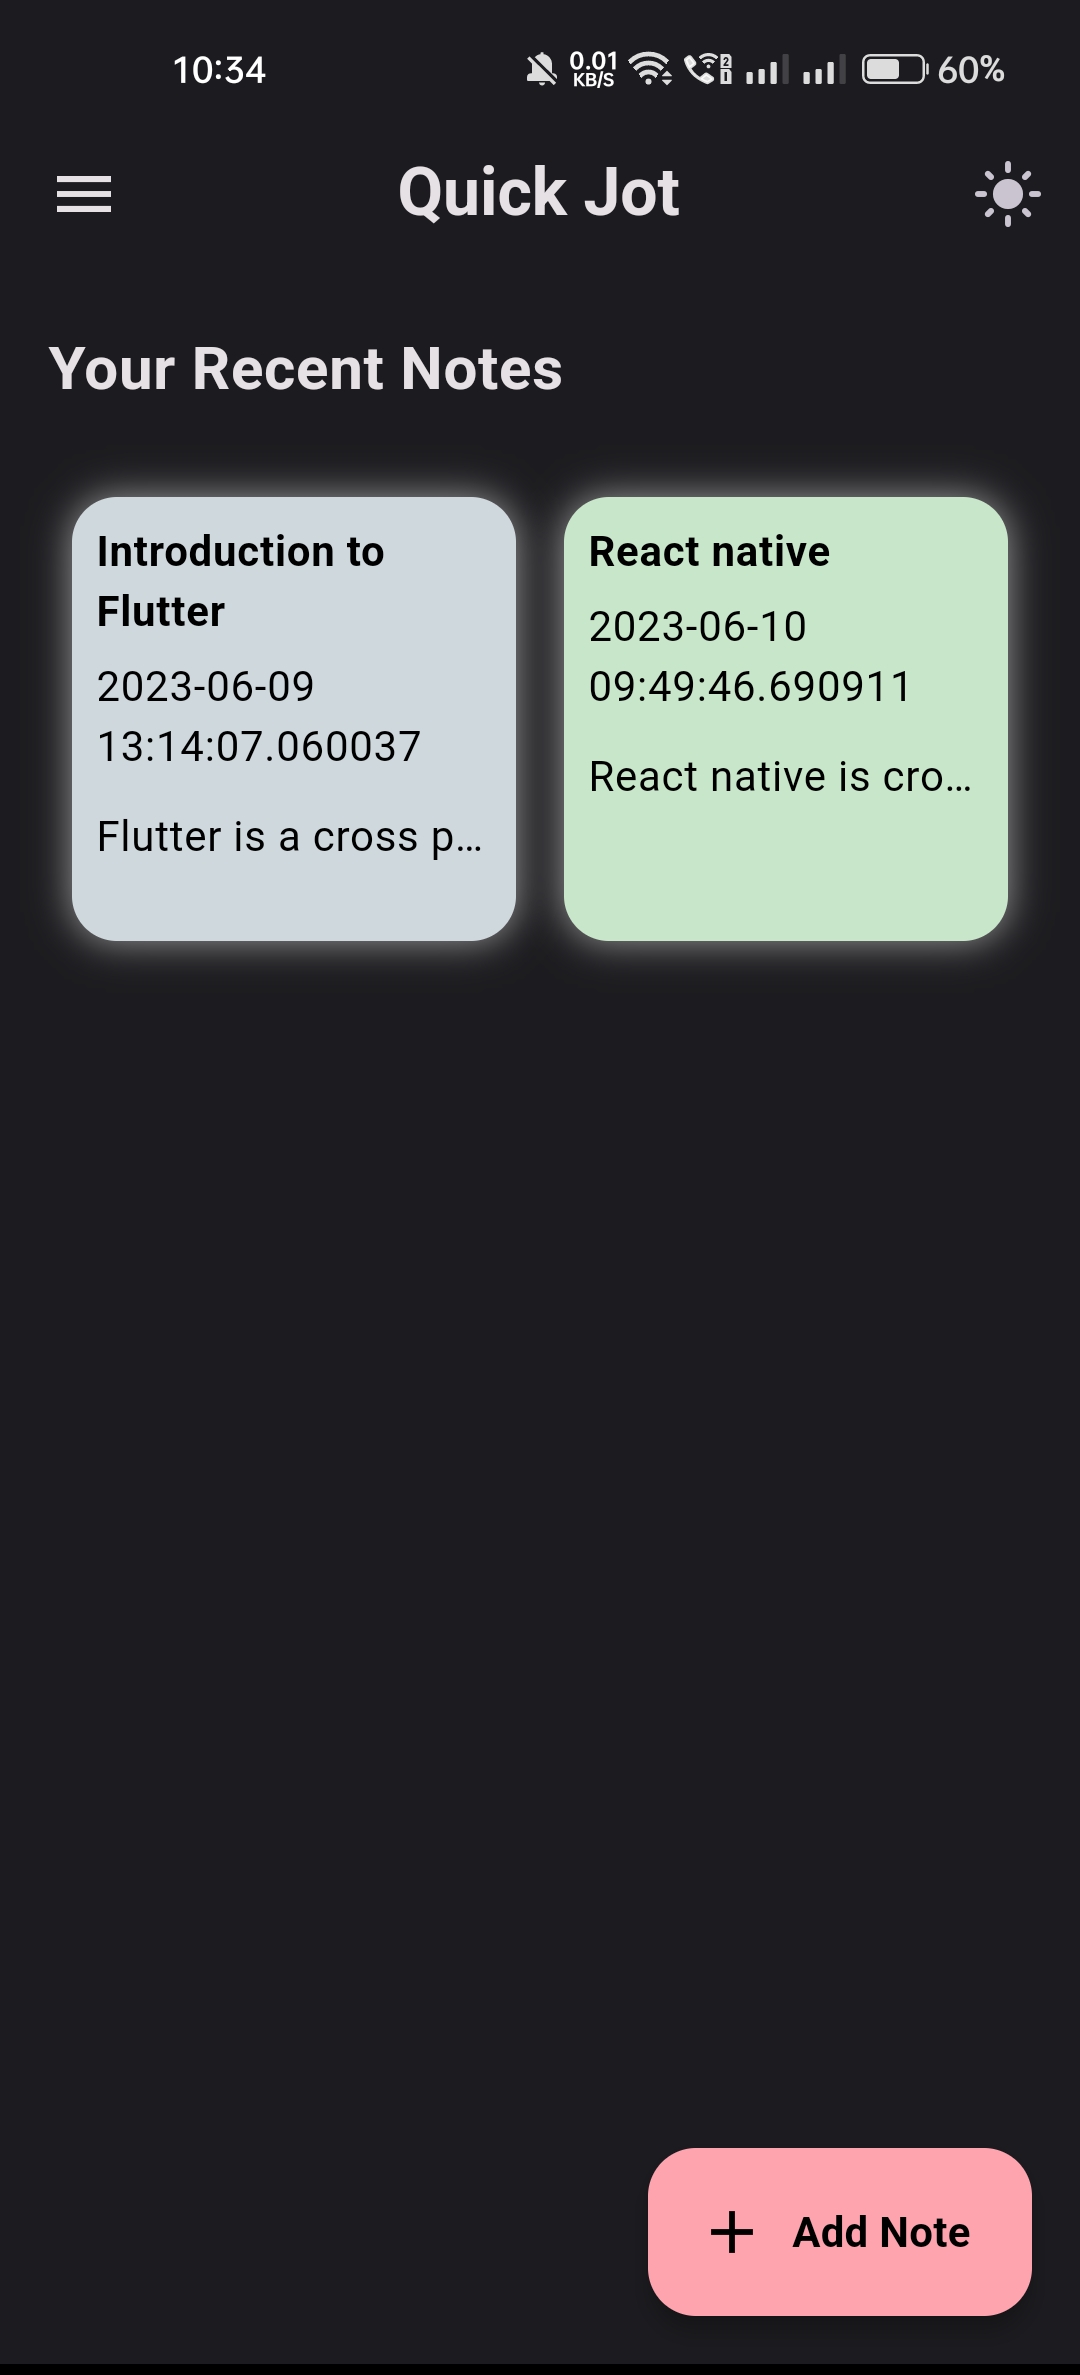 10:34
0.01
KB/S
2
1
60%
Quick Jot
Your Recent Notes
Introduction to
Flutter
2023-06-09
13:14:07.060037
Flutter is a cross p...
React native
2023-06-10
09:49:46.690911
React native is cro...
Add Note